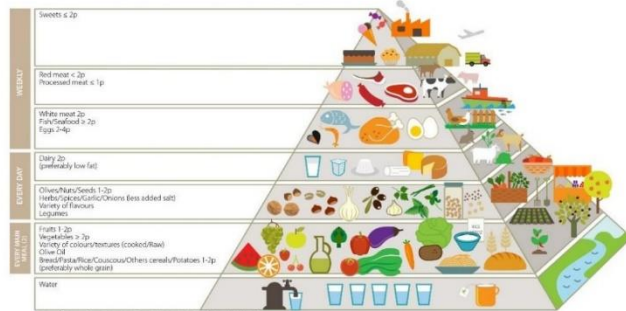 Sweets ≤ 2p
WEEKLY
Red meat < 2p
Processed meat ≤ 1p
White meat 2p
Fish/Seafood ≥ 2p
Eggs 2-4p
EVERY DAY
Dairy 2p
(preferably low fat)
Olives/Nuts/Seeds 1-2p
Herbs/Spices/Garlic/Onions (less added salt)
Variety of flavours
Legumes
EVERY MAIN
Fruits 1-2p
Vegetables ≥ 2p
Variety of colours/textures (cooked/Raw)
Olive Oil
Bread/Pasta/Rice/Couscous/Others cereals/Potatoes 1-2p
(preferably whole grain)
Water